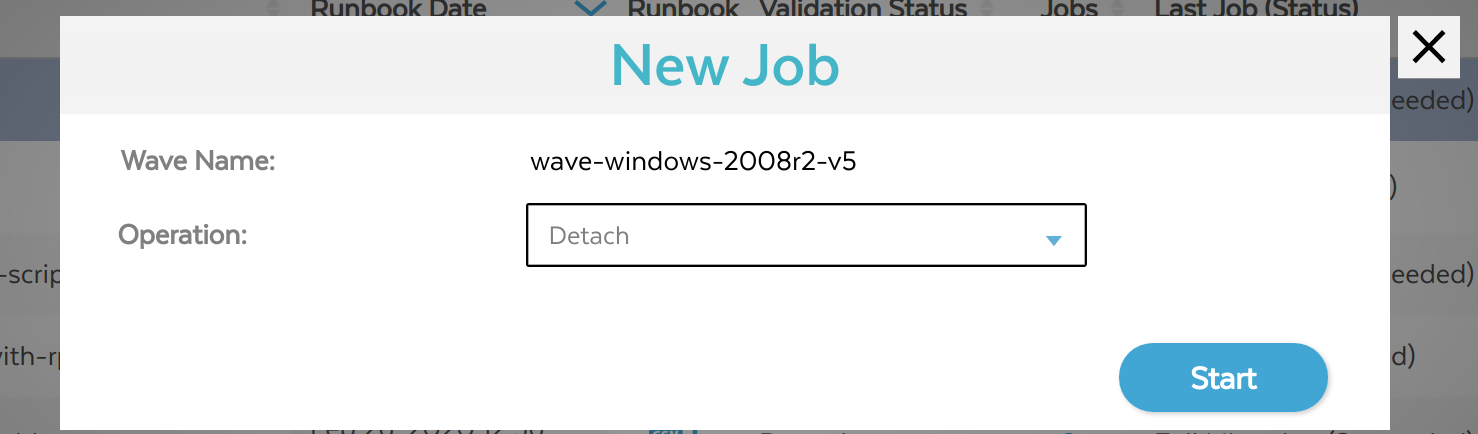 Runbook Date Runbook Validation Status Jobs Last Job (Status)
New Job
eeded)
Wave Name: wave-windows-2008r2-v5
Operation: Detach
-scrip eeded)
Start